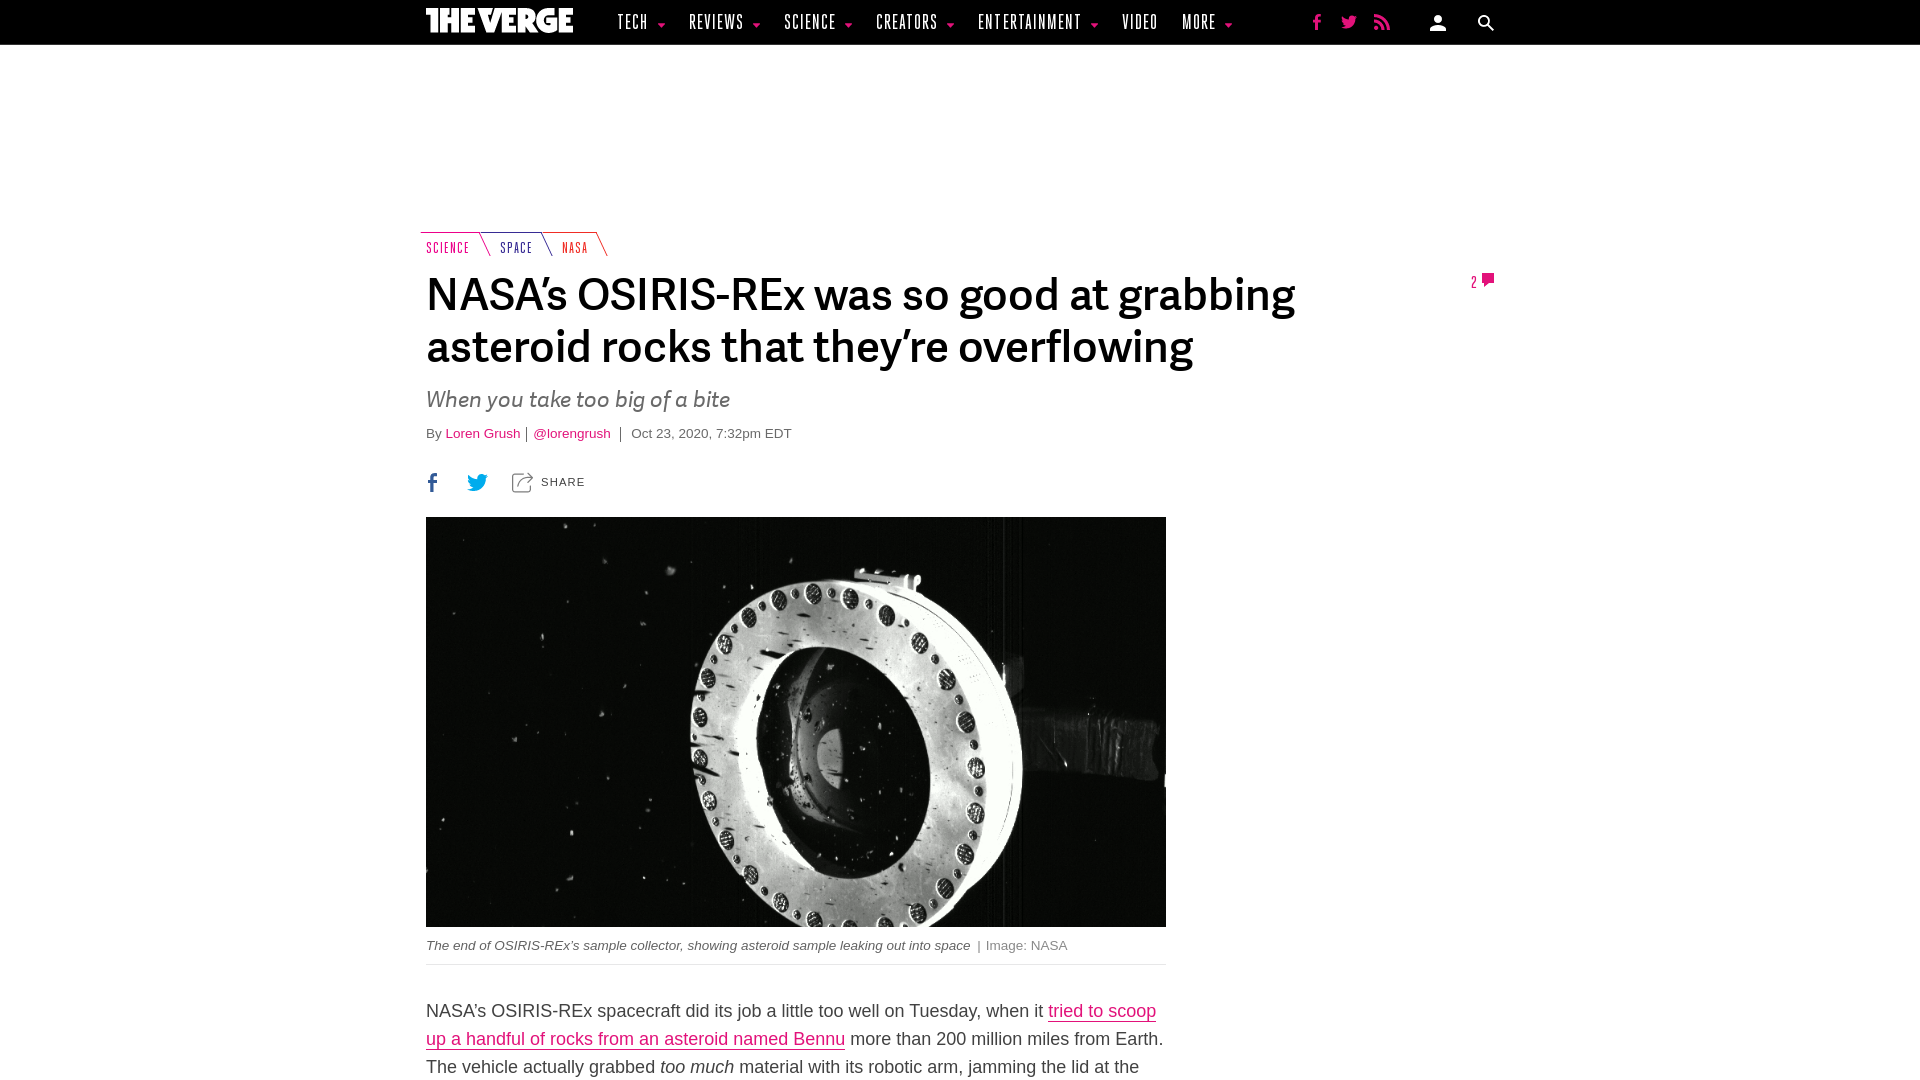 THE VERGE
TECH REVIEWS SCIENCE CREATORS ENTERTAINMENT VIDEO MORE
SCIENCE SPACE NASA
NASA’s OSIRIS-REx was so good at grabbing
asteroid rocks that they’re overflowing
2
When you take too big of a bite
By Loren Grush | @lorengrush | Oct 23, 2020, 7:32pm EDT
SHARE
The end of OSIRIS-REx’s sample collector, showing asteroid sample leaking out into space | Image: NASA
NASA’s OSIRIS-REx spacecraft did its job a little too well on Tuesday, when it tried to scoop
up a handful of rocks from an asteroid named Bennu more than 200 million miles from Earth.
The vehicle actually grabbed too much material with its robotic arm, jamming the lid at the